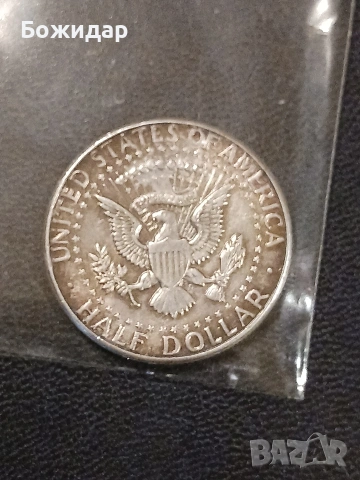 Божидар
UNITED STATES OF AMERICA
HALF DOLLAR
BAZAR